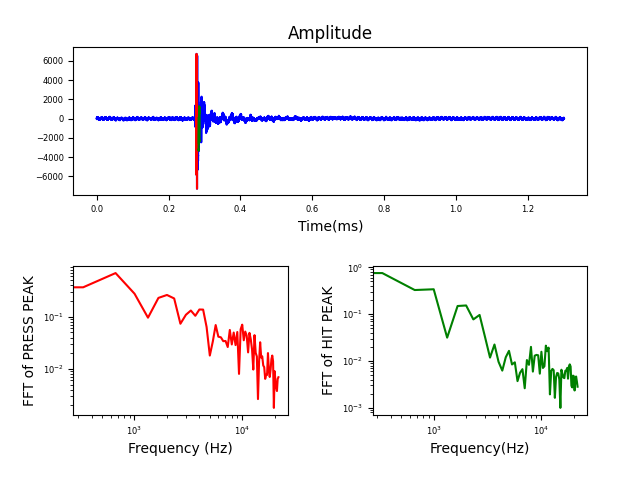 Amplitude
6000
4000
2000
0
−2000
−4000
−6000
0.0 0.2 0.4 0.6 0.8 1.0 1.2
Time(ms)
FFT of PRESS PEAK
10⁻¹
10⁻²
10³ 10⁴
Frequency (Hz)
FFT of HIT PEAK
10⁰
10⁻¹
10⁻²
10⁻³
10³ 10⁴
Frequency(Hz)